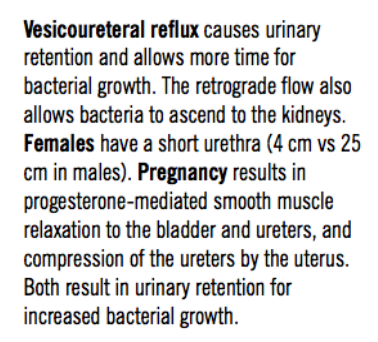 Vesicoureteral reflux causes urinary
retention and allows more time for
bacterial growth. The retrograde flow also
allows bacteria to ascend to the kidneys.
Females have a short urethra (4 cm vs 25
cm in males). Pregnancy results in
progesterone-mediated smooth muscle
relaxation to the bladder and ureters, and
compression of the ureters by the uterus.
Both result in urinary retention for
increased bacterial growth.